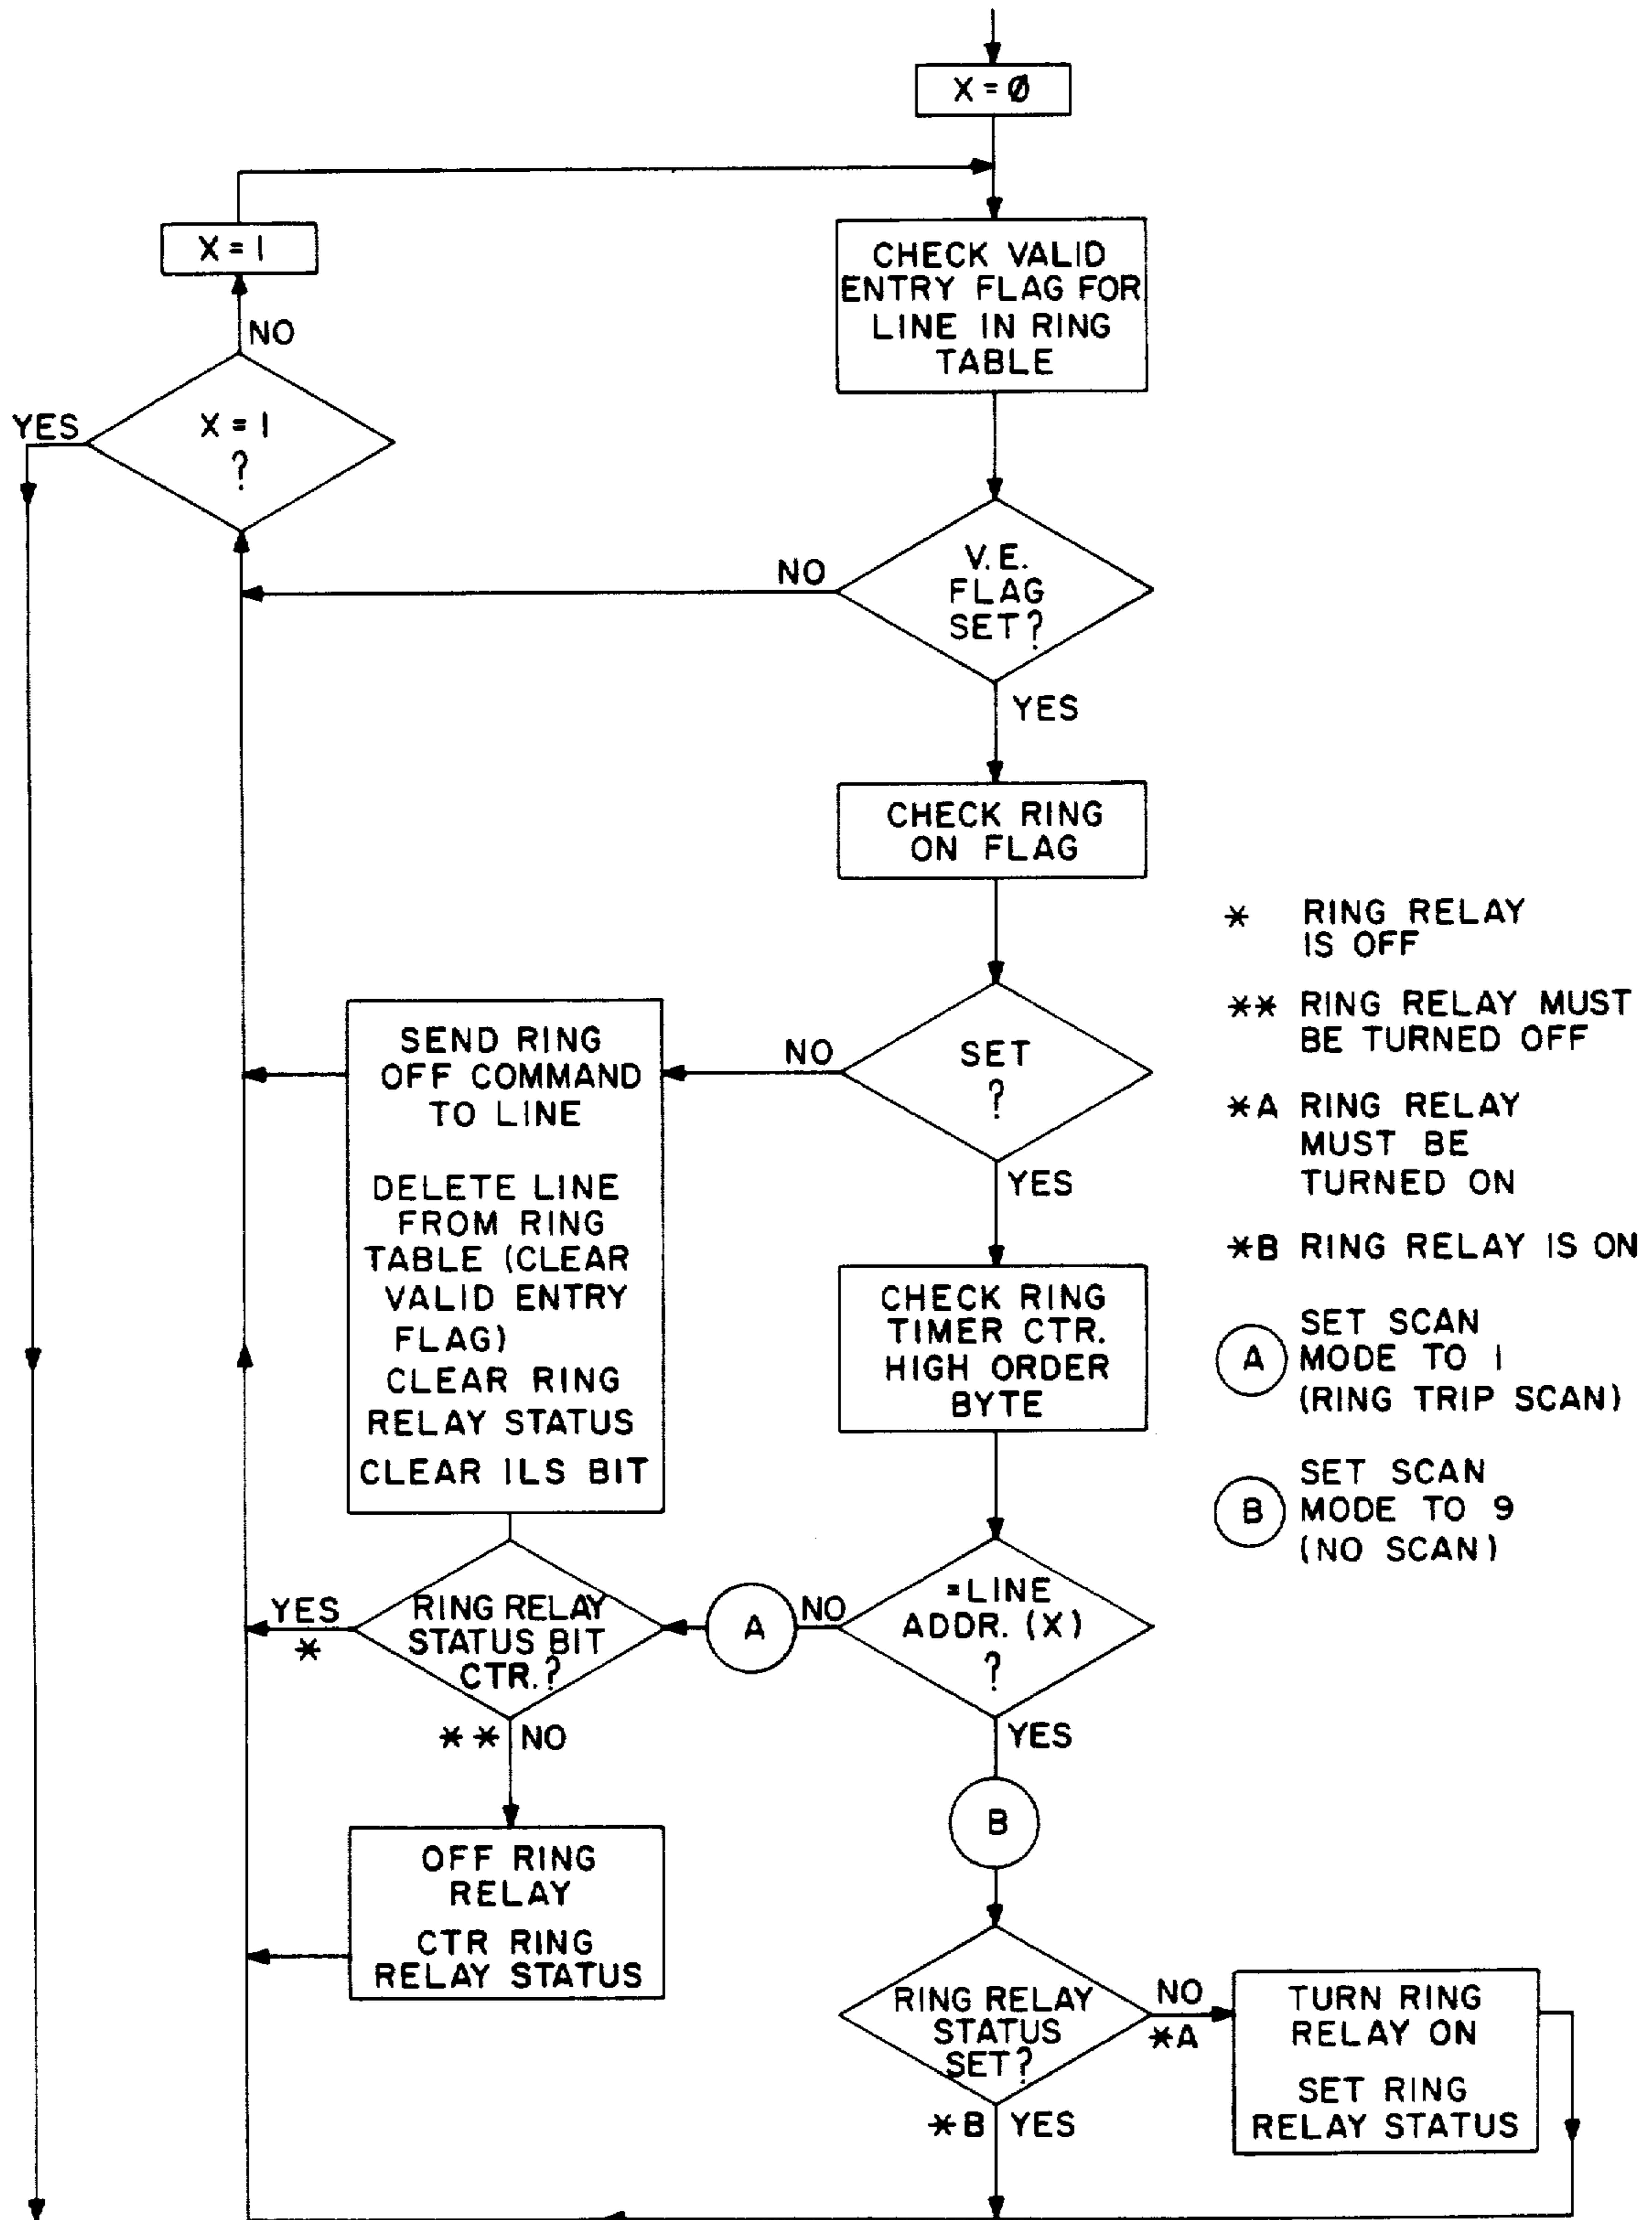 X = Ø
X = 1
CHECK VALID
ENTRY FLAG FOR
LINE IN RING
TABLE
NO
YES
X = 1
?
NO
V.E.
FLAG
SET?
YES
CHECK RING
ON FLAG
* RING RELAY
IS OFF
** RING RELAY MUST
BE TURNED OFF
*A RING RELAY
MUST BE
TURNED ON
*B RING RELAY IS ON
A SET SCAN
MODE TO 1
(RING TRIP SCAN)
B SET SCAN
MODE TO 9
(NO SCAN)
SEND RING
OFF COMMAND
TO LINE
DELETE LINE
FROM RING
TABLE (CLEAR
VALID ENTRY
FLAG)
CLEAR RING
RELAY STATUS
CLEAR ILS BIT
NO
SET
?
YES
CHECK RING
TIMER CTR.
HIGH ORDER
BYTE
YES
*
RING RELAY
STATUS BIT
CTR.?
A
NO
=LINE
ADDR. (X)
?
** NO
YES
B
OFF RING
RELAY
CTR RING
RELAY STATUS
RING RELAY
STATUS
SET?
NO
*A
TURN RING
RELAY ON
SET RING
RELAY STATUS
*B YES